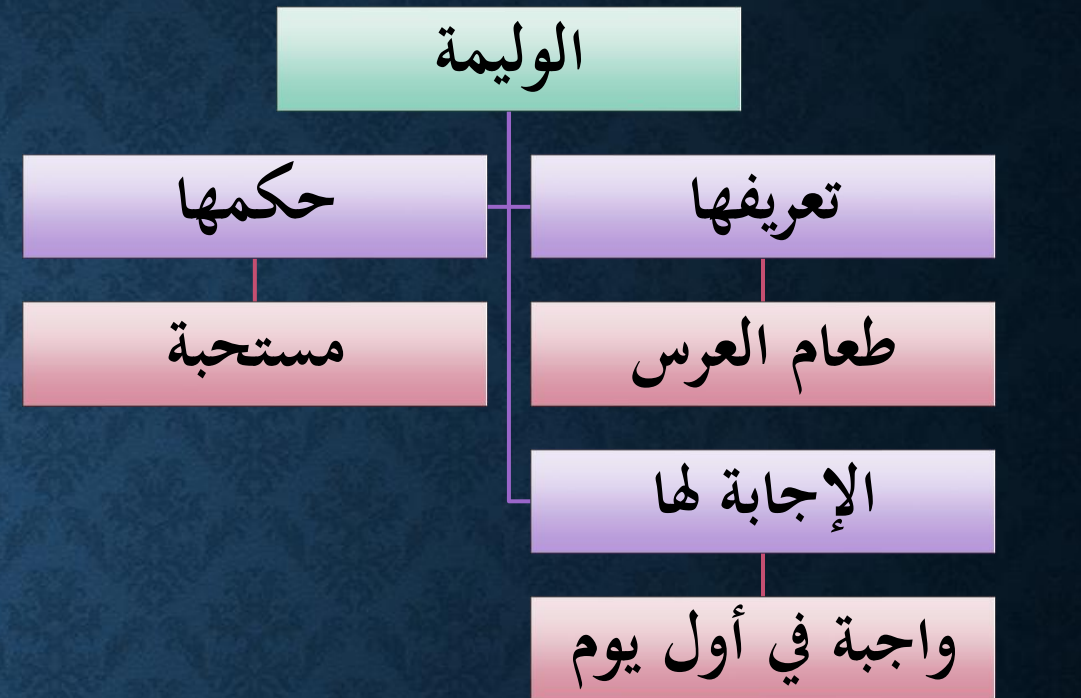 الوليمة
تعريفها
حكمها
طعام العرس
مستحبة
الإجابة لها
واجبة في أول يوم